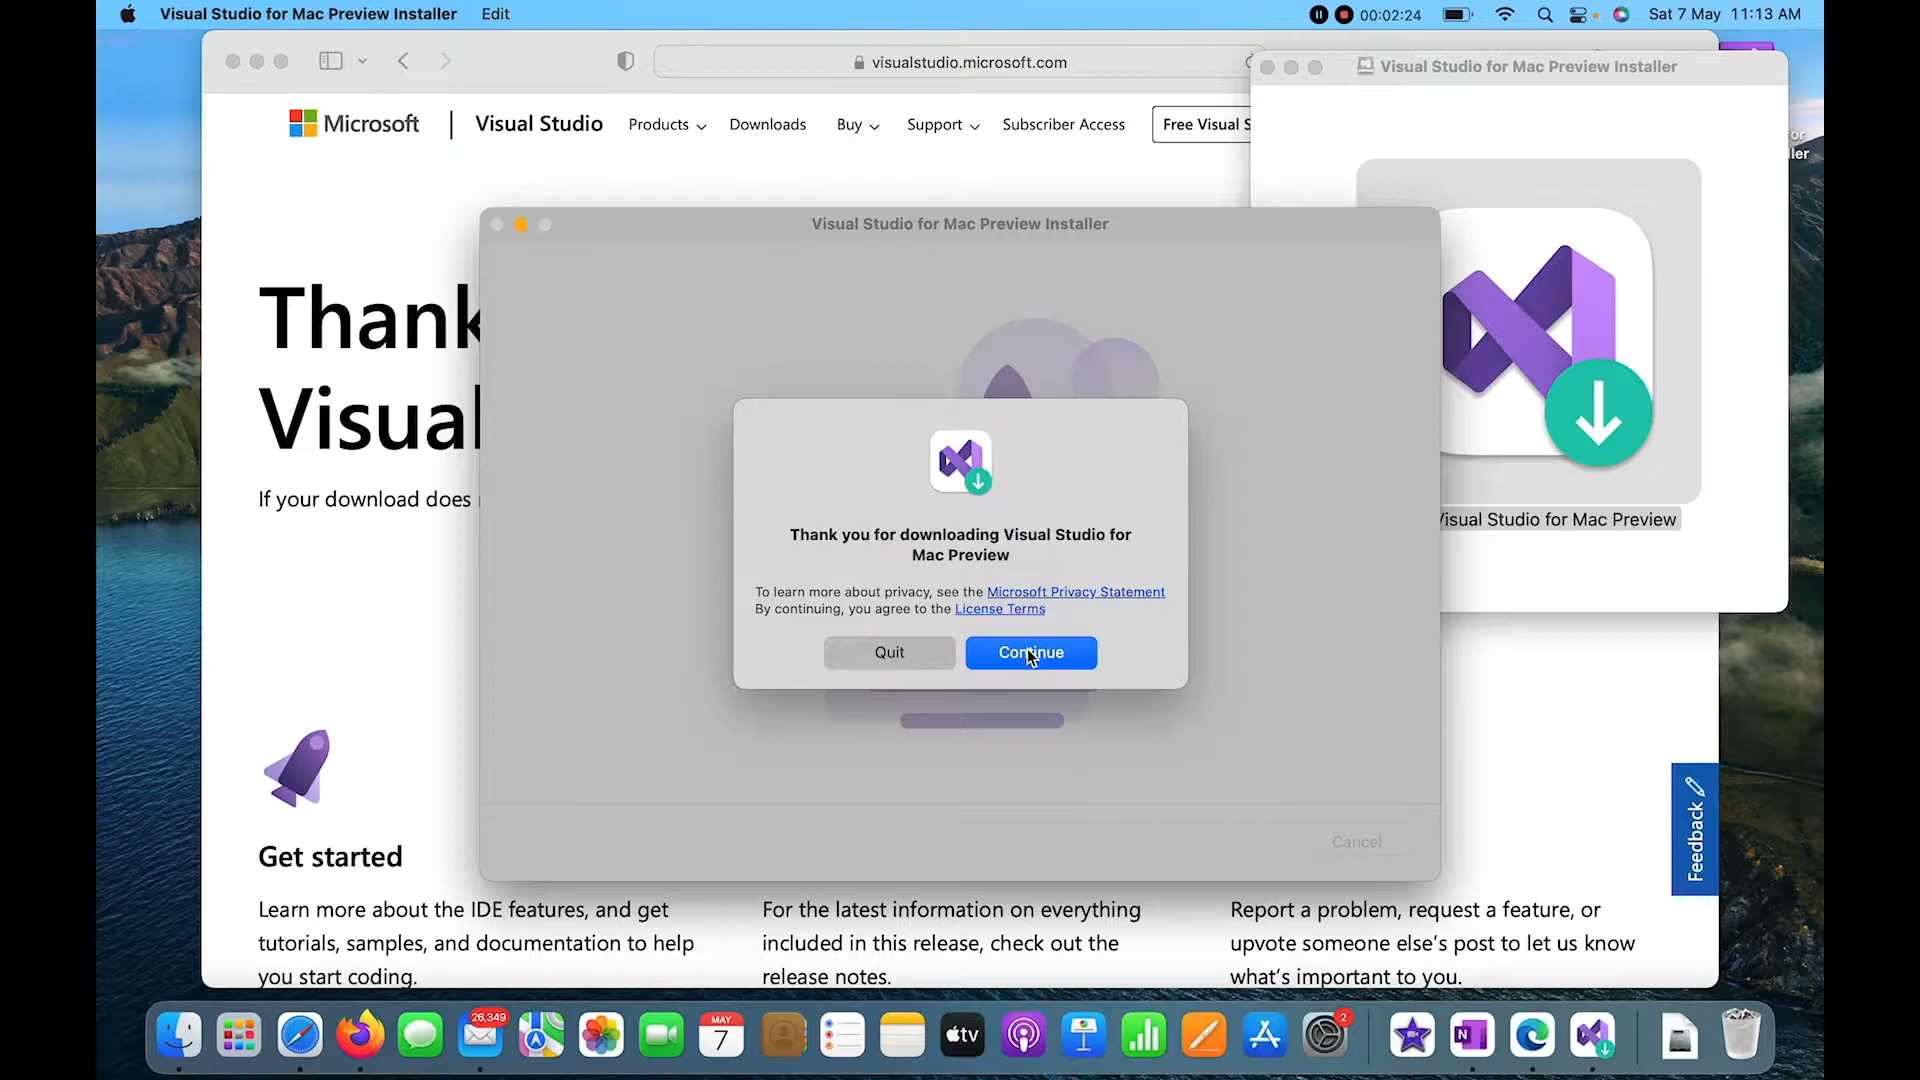 Visual Studio for Mac Preview Installer Edit
00:02:24 Sat 7 May 11:13 AM
visualstudio.microsoft.com
Microsoft | Visual Studio Products Downloads Buy Support Subscriber Access Free Visual S
Visual Studio for Mac Preview Installer
or
ler
Visual Studio for Mac Preview Installer
Thank
Visual
If your download does
Visual Studio for Mac Preview
Thank you for downloading Visual Studio for
Mac Preview
To learn more about privacy, see the Microsoft Privacy Statement
By continuing, you agree to the License Terms
Quit Continue
Cancel
Feedback
Get started
Learn more about the IDE features, and get
tutorials, samples, and documentation to help
you start coding.
For the latest information on everything
included in this release, check out the
release notes.
Report a problem, request a feature, or
upvote someone else's post to let us know
what's important to you.
26,349
MAY
7
tv
2
N